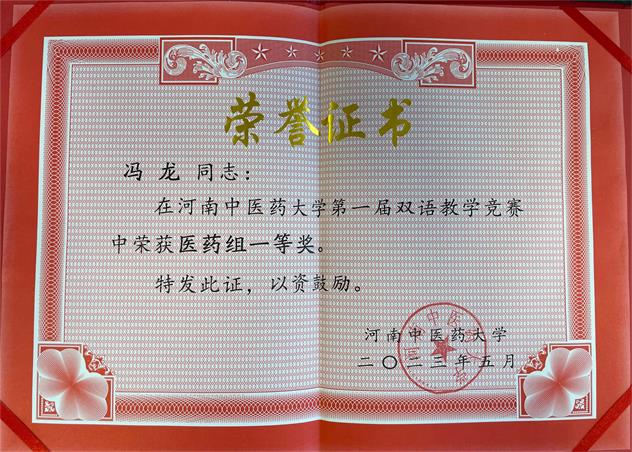 荣誉证书
冯 龙 同志：
在河南中医药大学第一届双语教学竞赛
中荣获医药组一等奖。
特发此证，以资鼓励。
河南中医药大学
二〇二三年五月